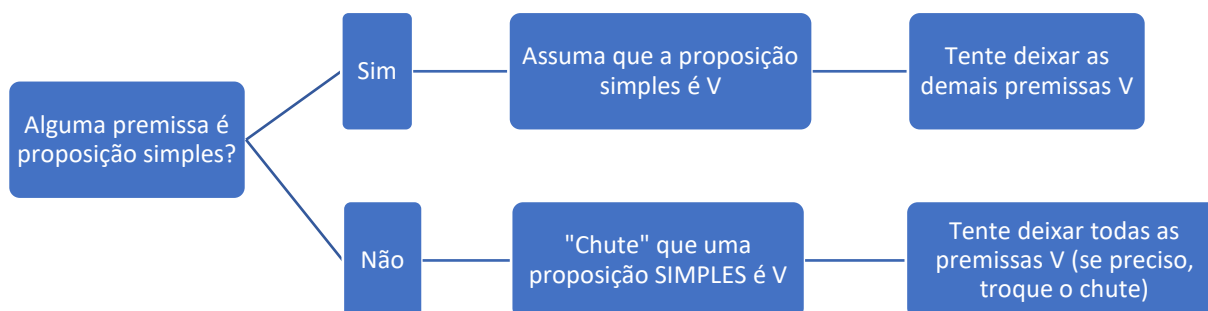 Alguma premissa é
proposição simples?
Sim
Assuma que a proposição
simples é V
Tente deixar as
demais premissas V
Não
"Chute" que uma
proposição SIMPLES é V
Tente deixar todas as
premissas V (se preciso,
troque o chute)